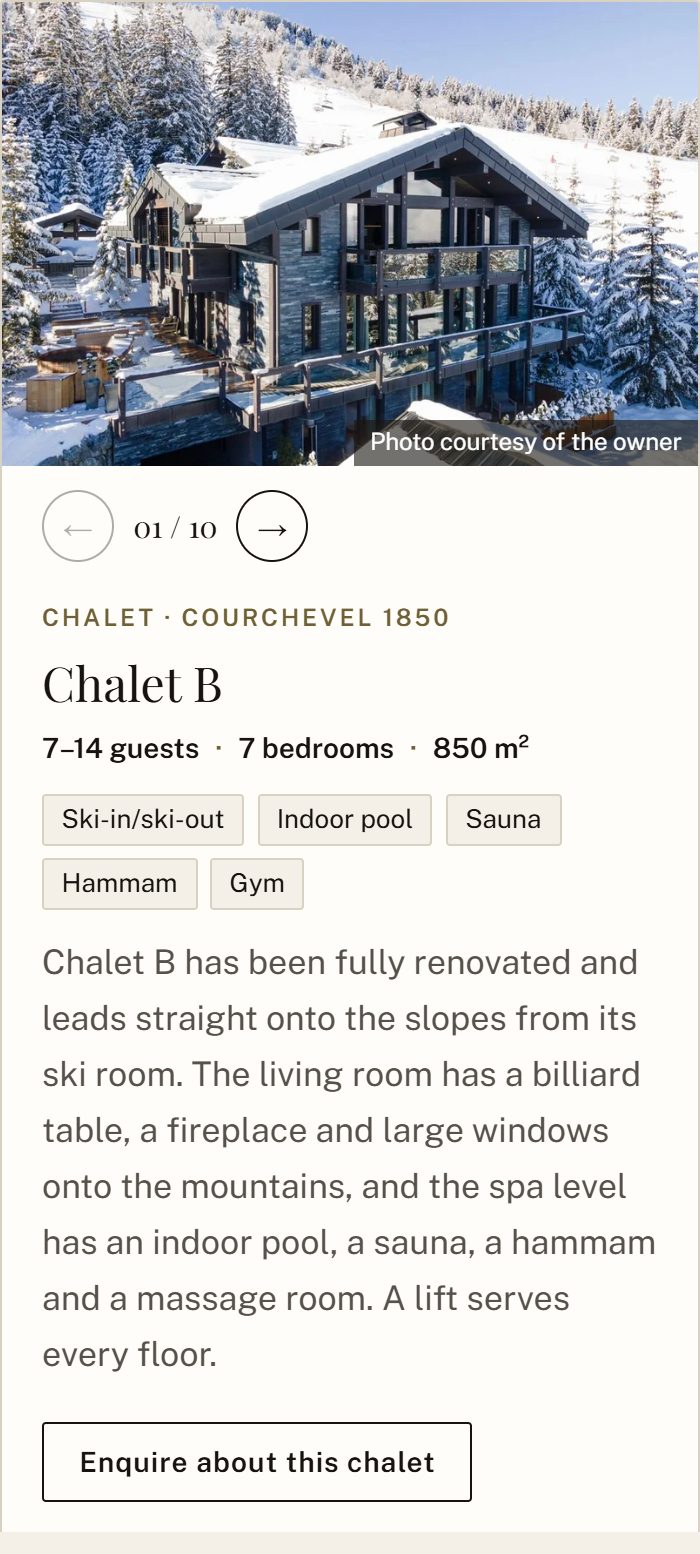 Photo courtesy of the owner
← 01 / 10 →
CHALET · COURCHEVEL 1850
Chalet B
7–14 guests · 7 bedrooms · 850 m²
Ski-in/ski-out Indoor pool Sauna
Hammam Gym
Chalet B has been fully renovated and
leads straight onto the slopes from its
ski room. The living room has a billiard
table, a fireplace and large windows
onto the mountains, and the spa level
has an indoor pool, a sauna, a hammam
and a massage room. A lift serves
every floor.
Enquire about this chalet